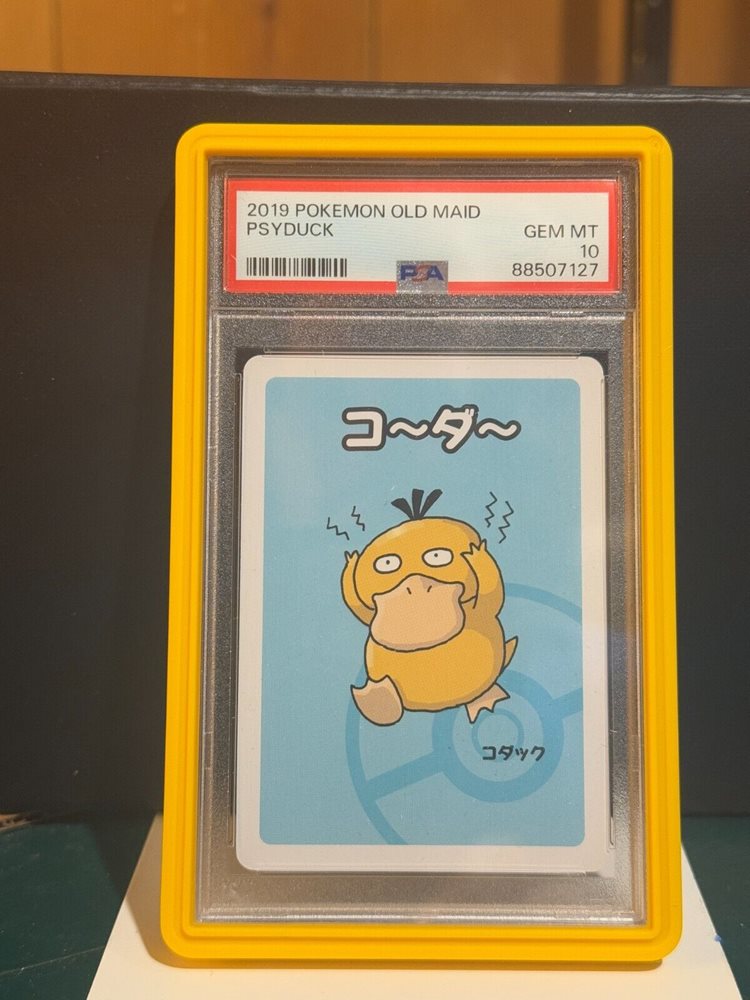 2019 POKEMON OLD MAID
PSYDUCK
GEM MT
10
PSA
88507127
コ～ダ～
コダック